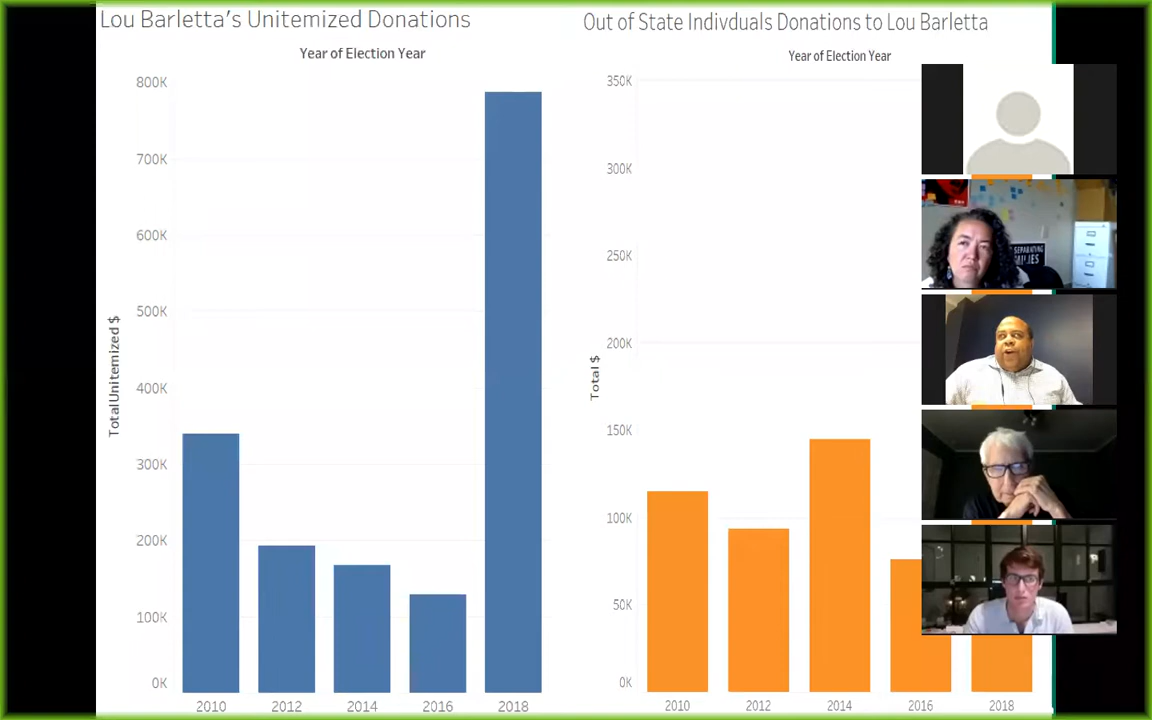 Lou Barletta's Unitemized Donations
Year of Election Year
800K
700K
600K
500K
400K
300K
200K
100K
0K
TotalUnitemized $
2010 2012 2014 2016 2018
Out of State Indivduals Donations to Lou Barletta
Year of Election Year
350K
300K
250K
200K
150K
100K
50K
0K
Total $
2010 2012 2014 2016 2018
SEPARATING
FAMILIES